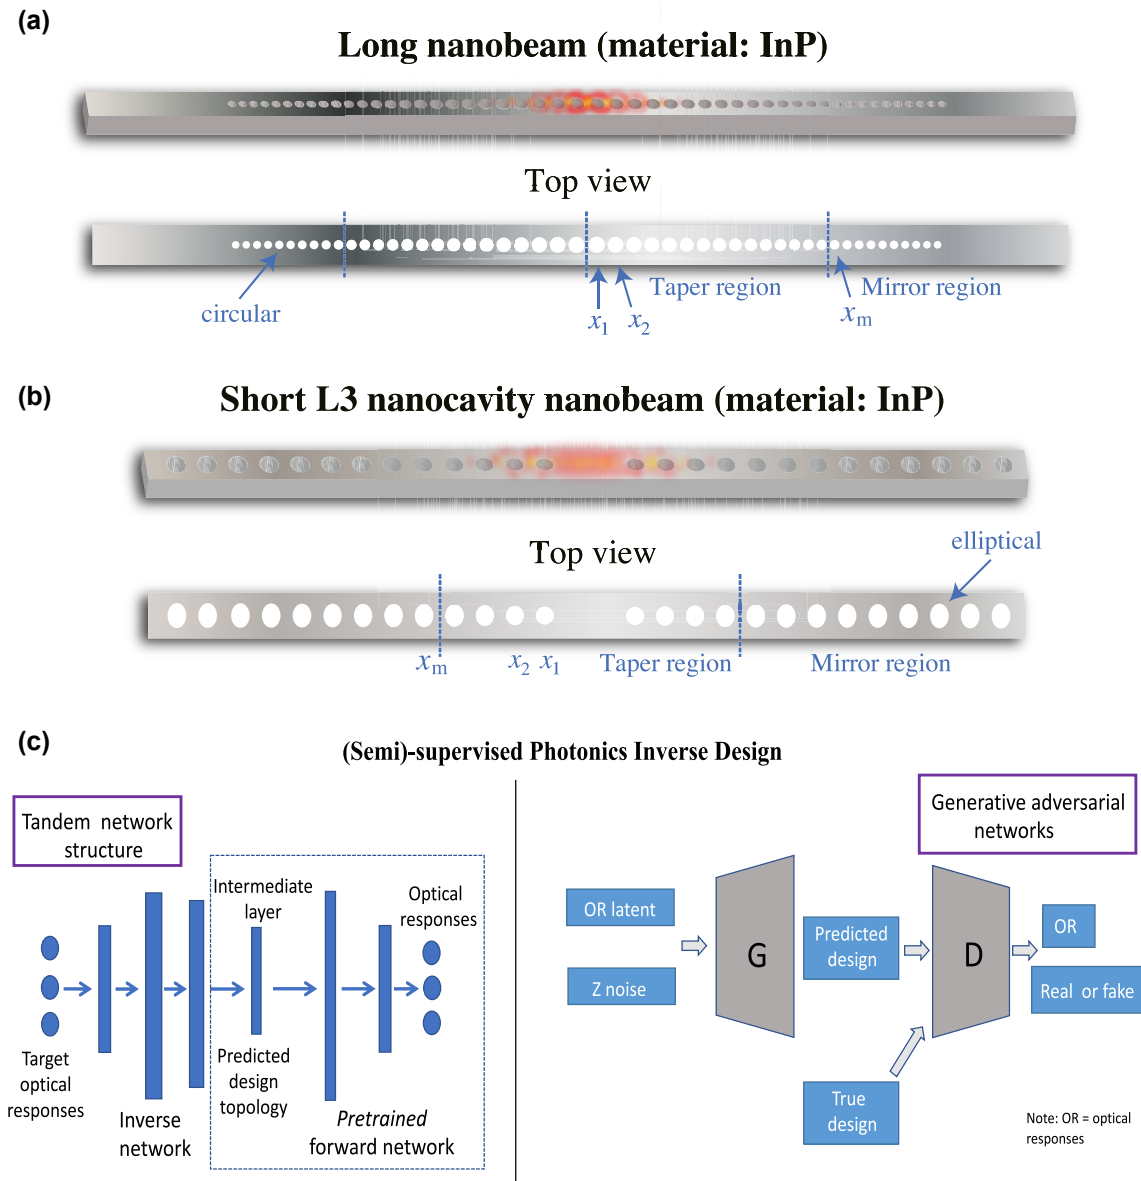 (a)
Long nanobeam (material: InP)
Top view
circular
x1
x2
Taper region
xm
Mirror region
(b)
Short L3 nanocavity nanobeam (material: InP)
Top view
elliptical
xm
x2
x1
Taper region
Mirror region
(c)
(Semi)-supervised Photonics Inverse Design
Tandem network
structure
Intermediate
layer
Optical
responses
Target
optical
responses
Inverse
network
Predicted
design
topology
Pretrained
forward network
Generative adversarial
networks
OR latent
Z noise
G
Predicted
design
D
OR
Real or fake
True
design
Note: OR = optical
responses